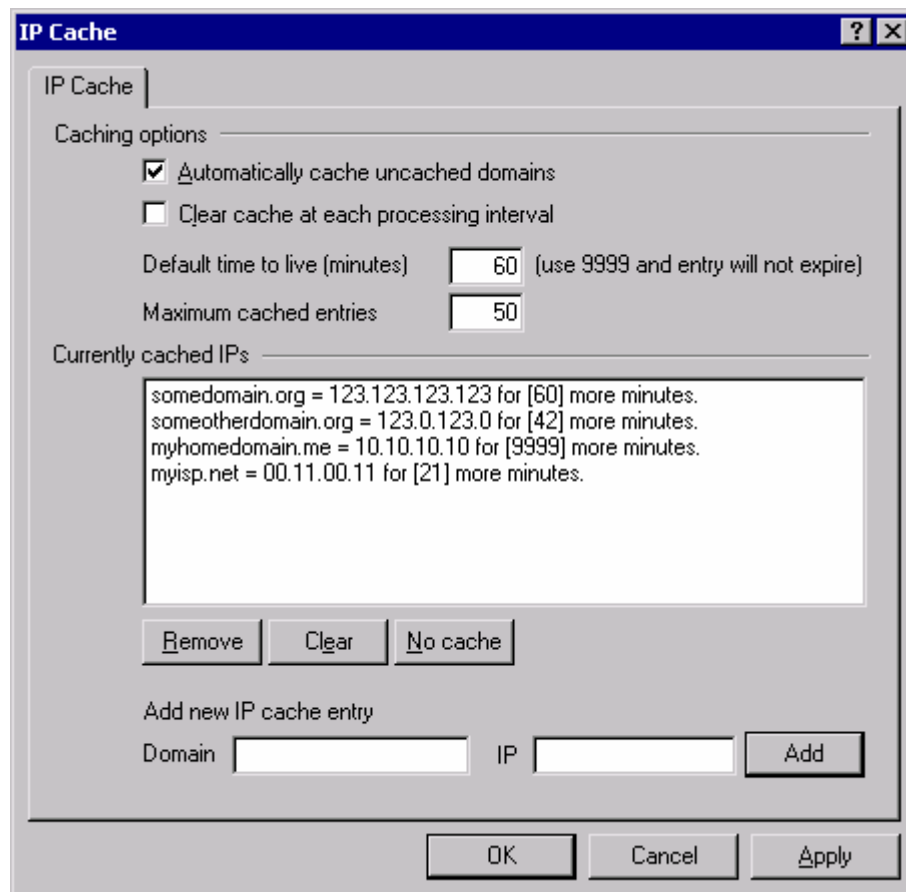 IP Cache
IP Cache
Caching options
Automatically cache uncached domains
Clear cache at each processing interval
Default time to live (minutes) 60 (use 9999 and entry will not expire)
Maximum cached entries 50
Currently cached IPs
somedomain.org = 123.123.123.123 for [60] more minutes.
someotherdomain.org = 123.0.123.0 for [42] more minutes.
myhomedomain.me = 10.10.10.10 for [9999] more minutes.
myisp.net = 00.11.00.11 for [21] more minutes.
Remove Clear No cache
Add new IP cache entry
Domain IP Add
OK Cancel Apply